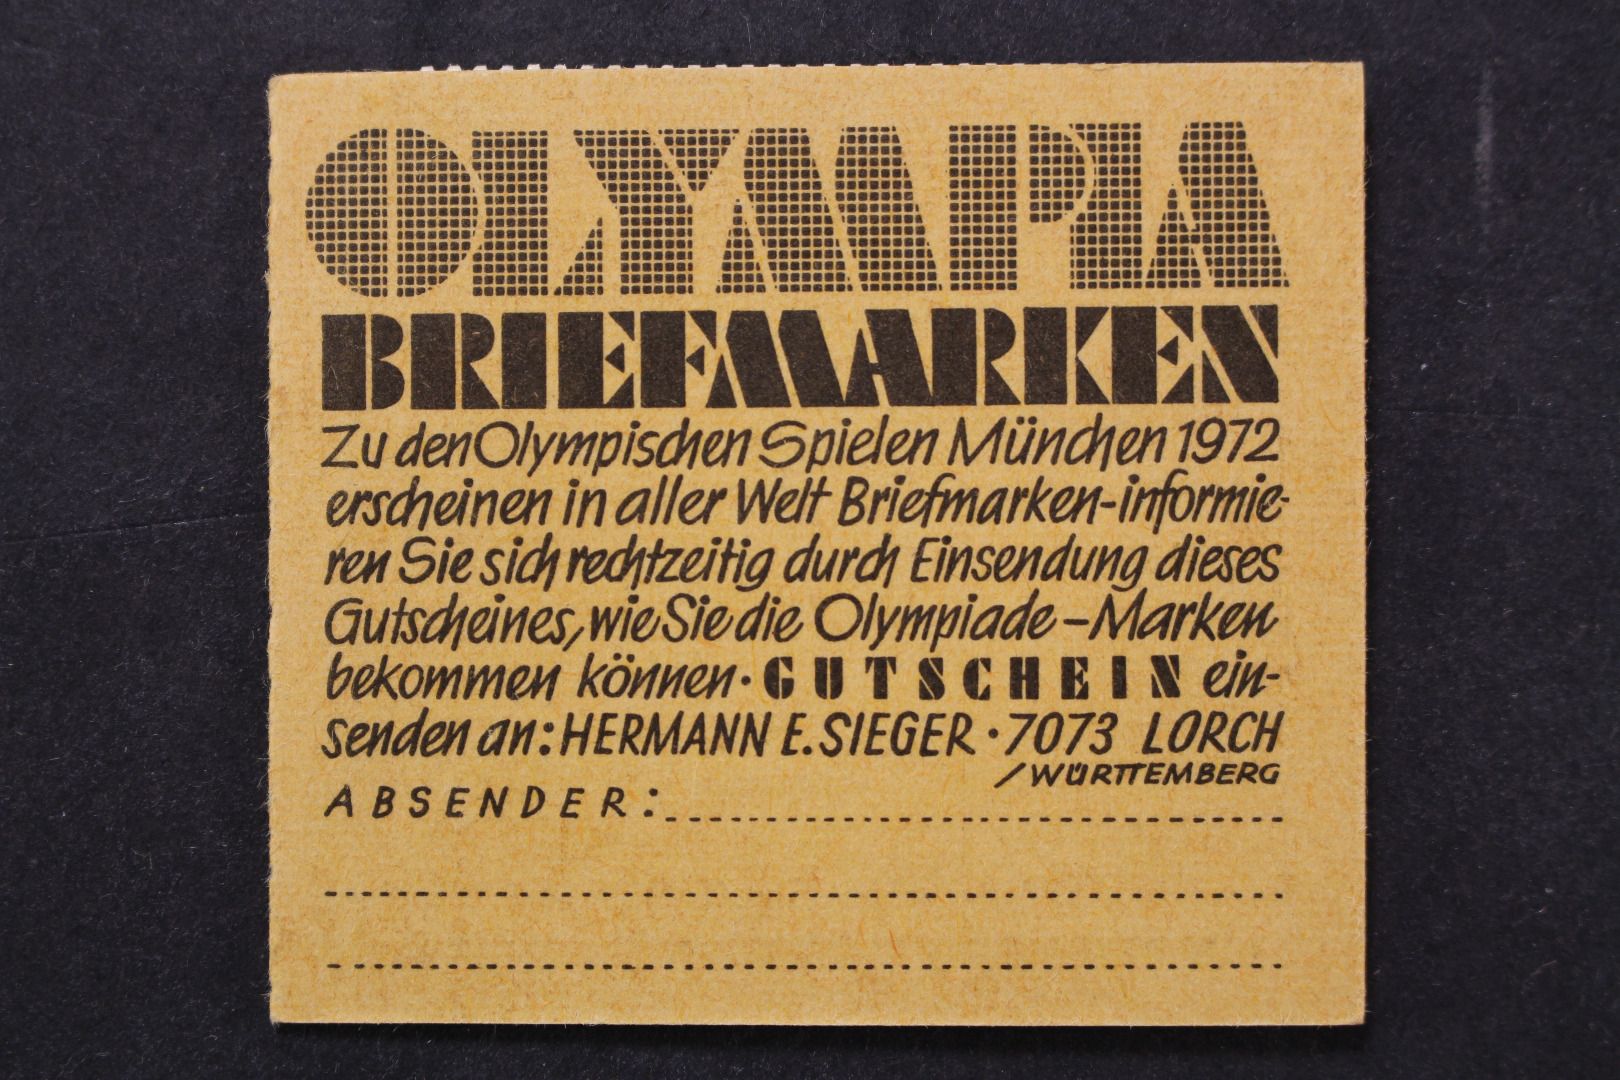 OLYMPIA
BRIEFMARKEN
Zu den Olympischen Spielen München 1972
erscheinen in aller Welt Briefmarken-informie-
ren Sie sich rechtzeitig durch Einsendung dieses
Gutscheines, wie Sie die Olympiade-Marken
bekommen können · GUTSCHEIN ein-
senden an: HERMANN E. SIEGER · 7073 LORCH
/WÜRTTEMBERG
ABSENDER: